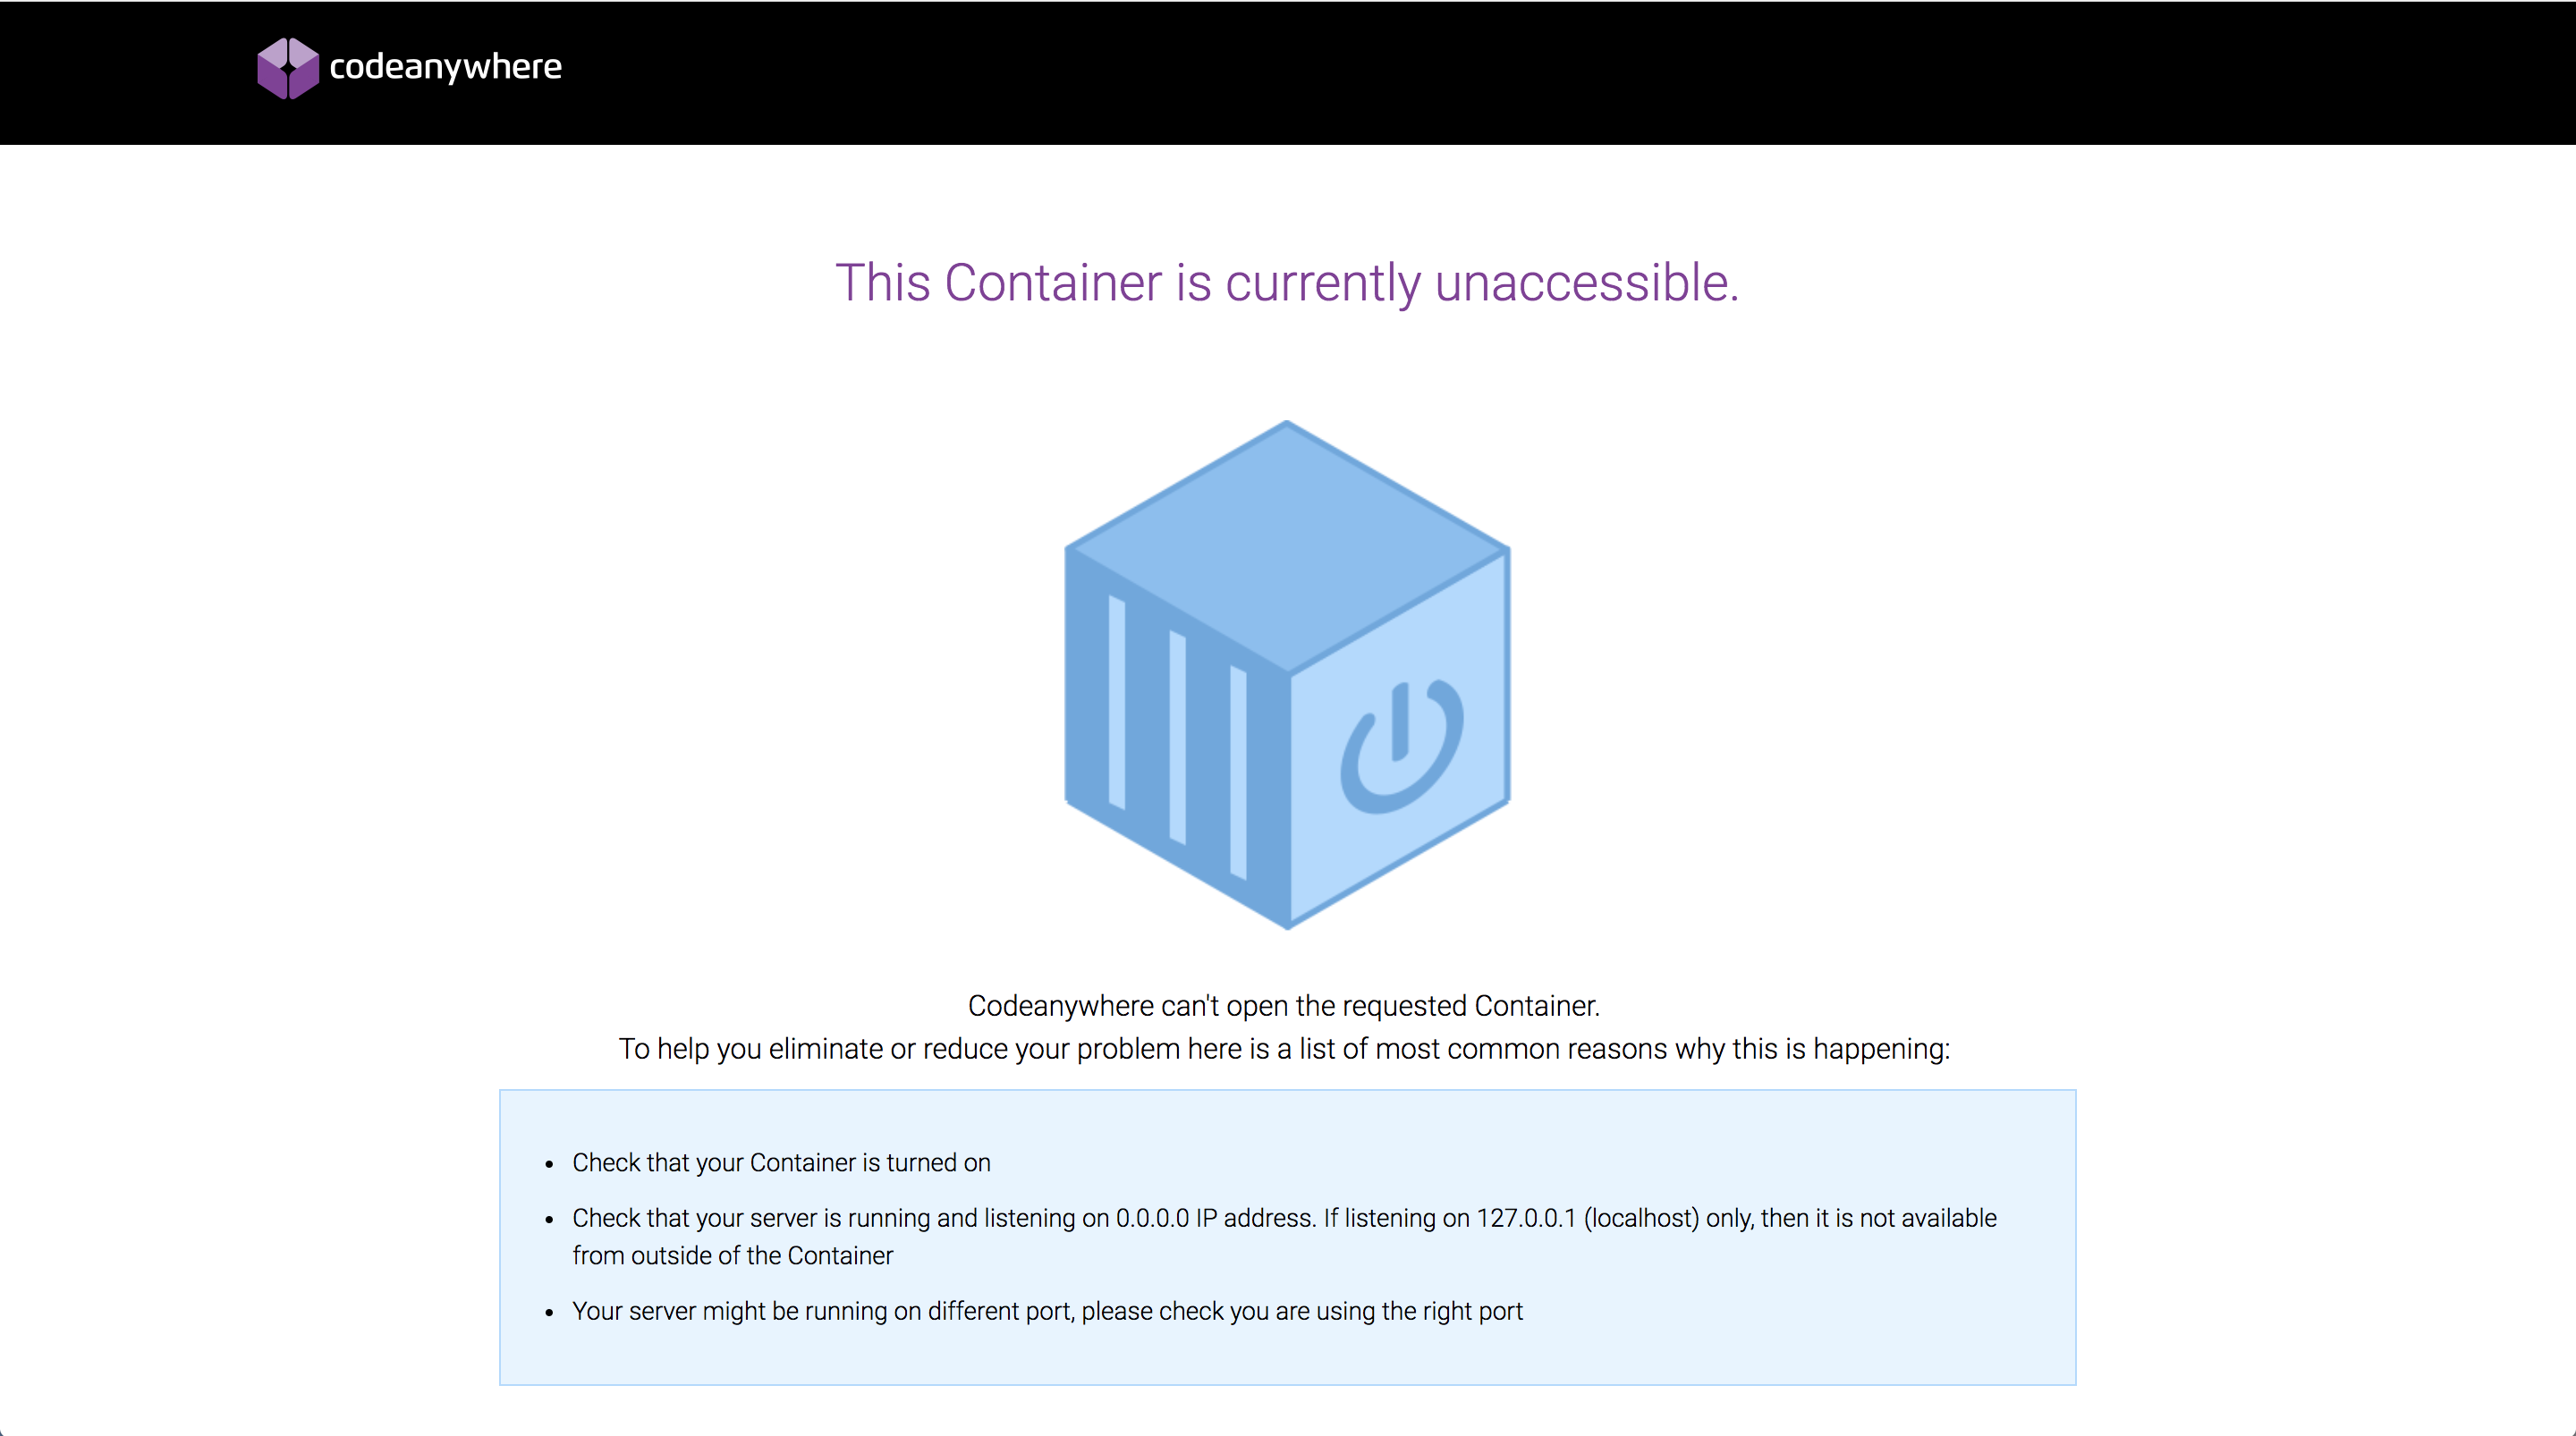 codeanywhere
This Container is currently unaccessible.
Codeanywhere can't open the requested Container.
To help you eliminate or reduce your problem here is a list of most common reasons why this is happening:
• Check that your Container is turned on
• Check that your server is running and listening on 0.0.0.0 IP address. If listening on 127.0.0.1 (localhost) only, then it is not available
from outside of the Container
• Your server might be running on different port, please check you are using the right port